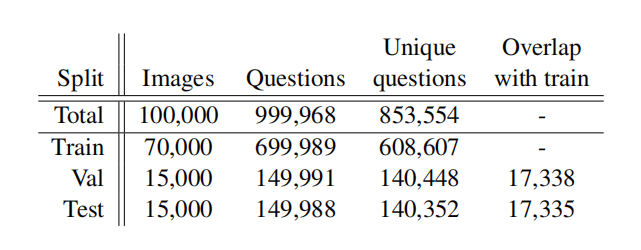 Unique Overlap
Split Images Questions questions with train
Total 100,000 999,968 853,554 -
Train 70,000 699,989 608,607 -
Val 15,000 149,991 140,448 17,338
Test 15,000 149,988 140,352 17,335